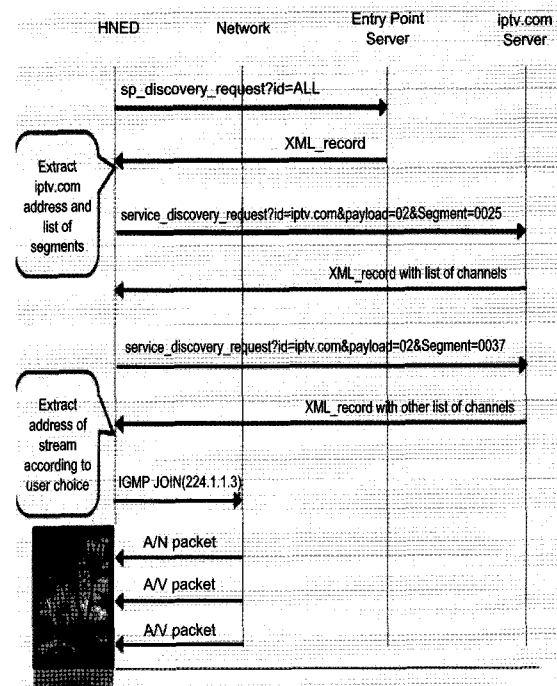 HNED
Network
Entry Point
Server
iptv.com
Server
sp_discovery_request?id=ALL
XML_record
Extract
iptv.com
address and
list of
segments
service_discovery_request?id=iptv.com&payload=02&Segment=0025
XML_record with list of channels
service_discovery_request?id=iptv.com&payload=02&Segment=0037
XML_record with other list of channels
Extract
address of
stream
according to
user choice
IGMP JOIN(224.1.1.3)
A/N packet
A/V packet
A/V packet